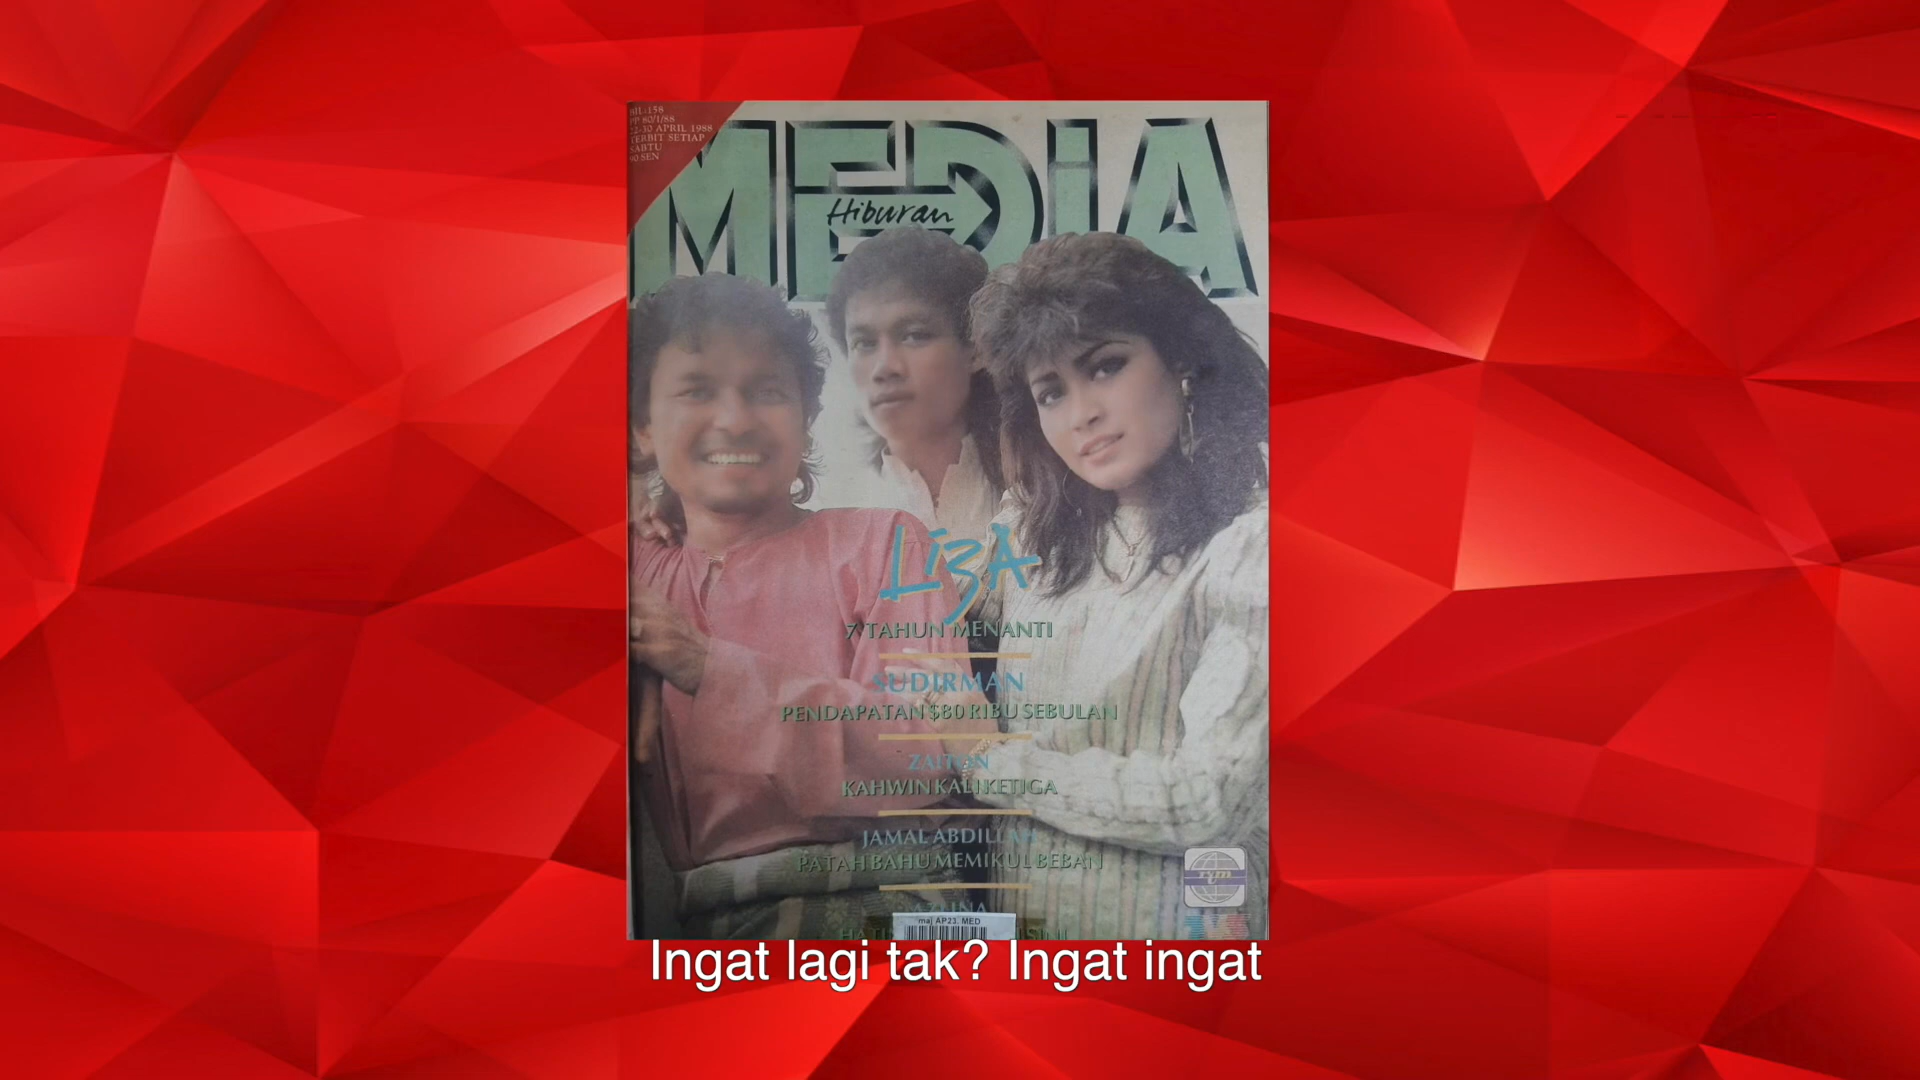 BIL:158
PP 80/1/88
22-30 APRIL 1988
TERBIT SETIAP
SABTU
90 SEN
MEDIA
Hiburan
LIZA
7 TAHUN MENANTI
SUDIRMAN
PENDAPATAN $80 RIBU SEBULAN
ZAITON
KAHWIN KALI KETIGA
JAMAL ABDILLAH
PATAH BAHU MEMIKUL BEBAN
rtm
maj AP23. MED
Ingat lagi tak? Ingat ingat